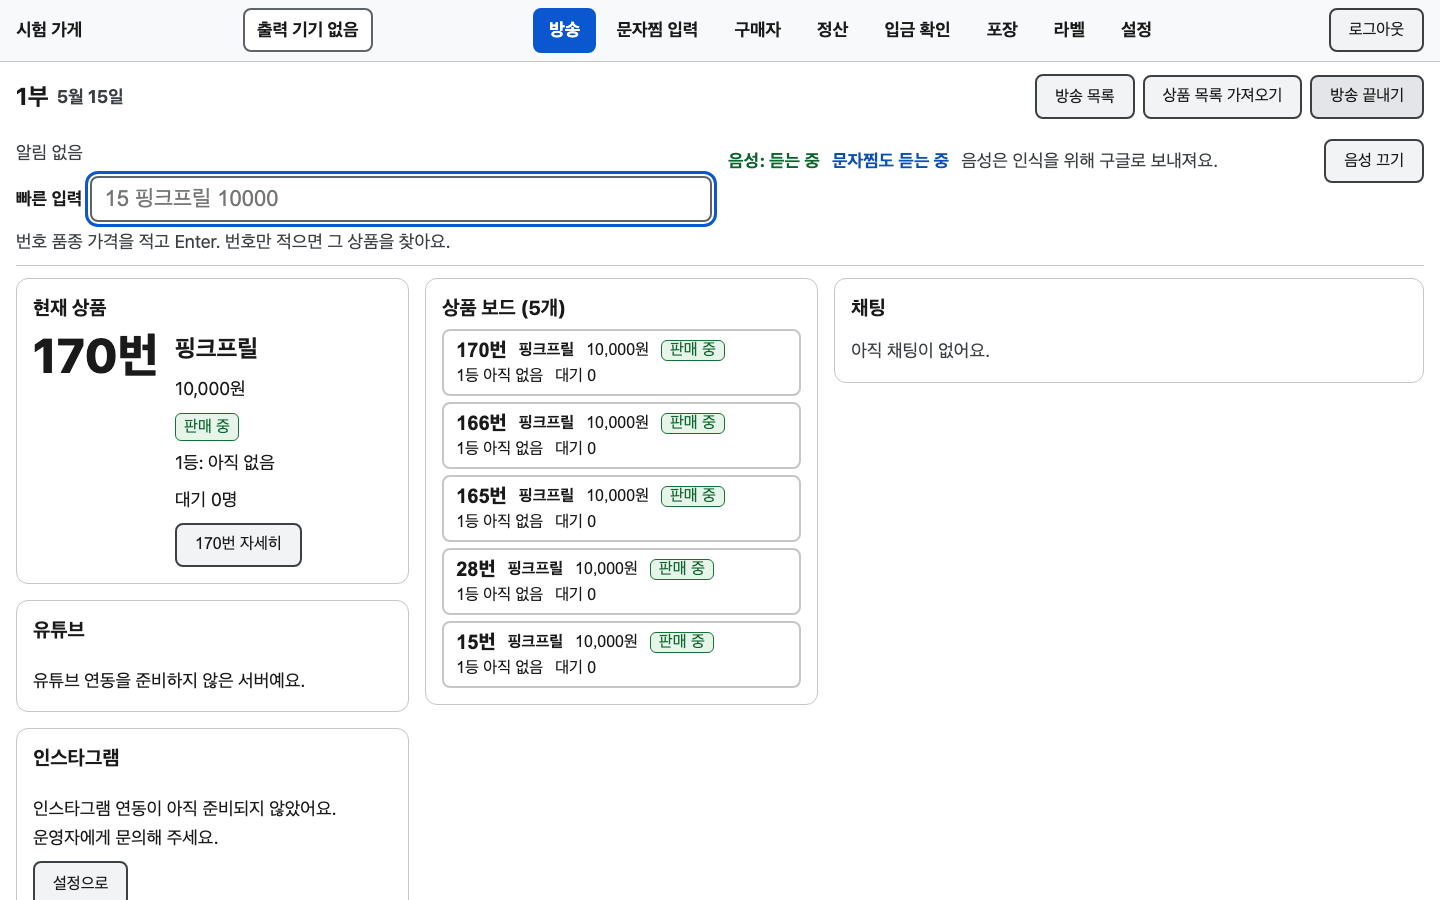 시험 가게
출력 기기 없음
방송
문자찜 입력
구매자
정산
입금 확인
포장
라벨
설정
로그아웃
1부 5월 15일
방송 목록
상품 목록 가져오기
방송 끝내기
알림 없음
음성: 듣는 중 문자찜도 듣는 중 음성은 인식을 위해 구글로 보내져요.
음성 끄기
빠른 입력 15 핑크프릴 10000
번호 품종 가격을 적고 Enter. 번호만 적으면 그 상품을 찾아요.
현재 상품
170번 핑크프릴
10,000원
판매 중
1등: 아직 없음
대기 0명
170번 자세히
유튜브
유튜브 연동을 준비하지 않은 서버예요.
인스타그램
인스타그램 연동이 아직 준비되지 않았어요.
운영자에게 문의해 주세요.
설정으로
상품 보드 (5개)
170번 핑크프릴 10,000원 판매 중
1등 아직 없음 대기 0
166번 핑크프릴 10,000원 판매 중
1등 아직 없음 대기 0
165번 핑크프릴 10,000원 판매 중
1등 아직 없음 대기 0
28번 핑크프릴 10,000원 판매 중
1등 아직 없음 대기 0
15번 핑크프릴 10,000원 판매 중
1등 아직 없음 대기 0
채팅
아직 채팅이 없어요.